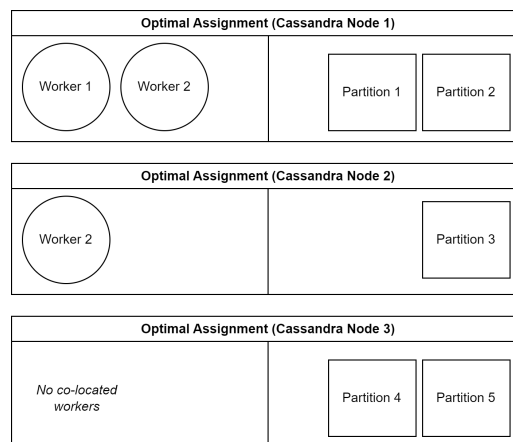 Optimal Assignment (Cassandra Node 1)
Worker 1
Worker 2
Partition 1
Partition 2
Optimal Assignment (Cassandra Node 2)
Worker 2
Partition 3
Optimal Assignment (Cassandra Node 3)
No co-located
workers
Partition 4
Partition 5